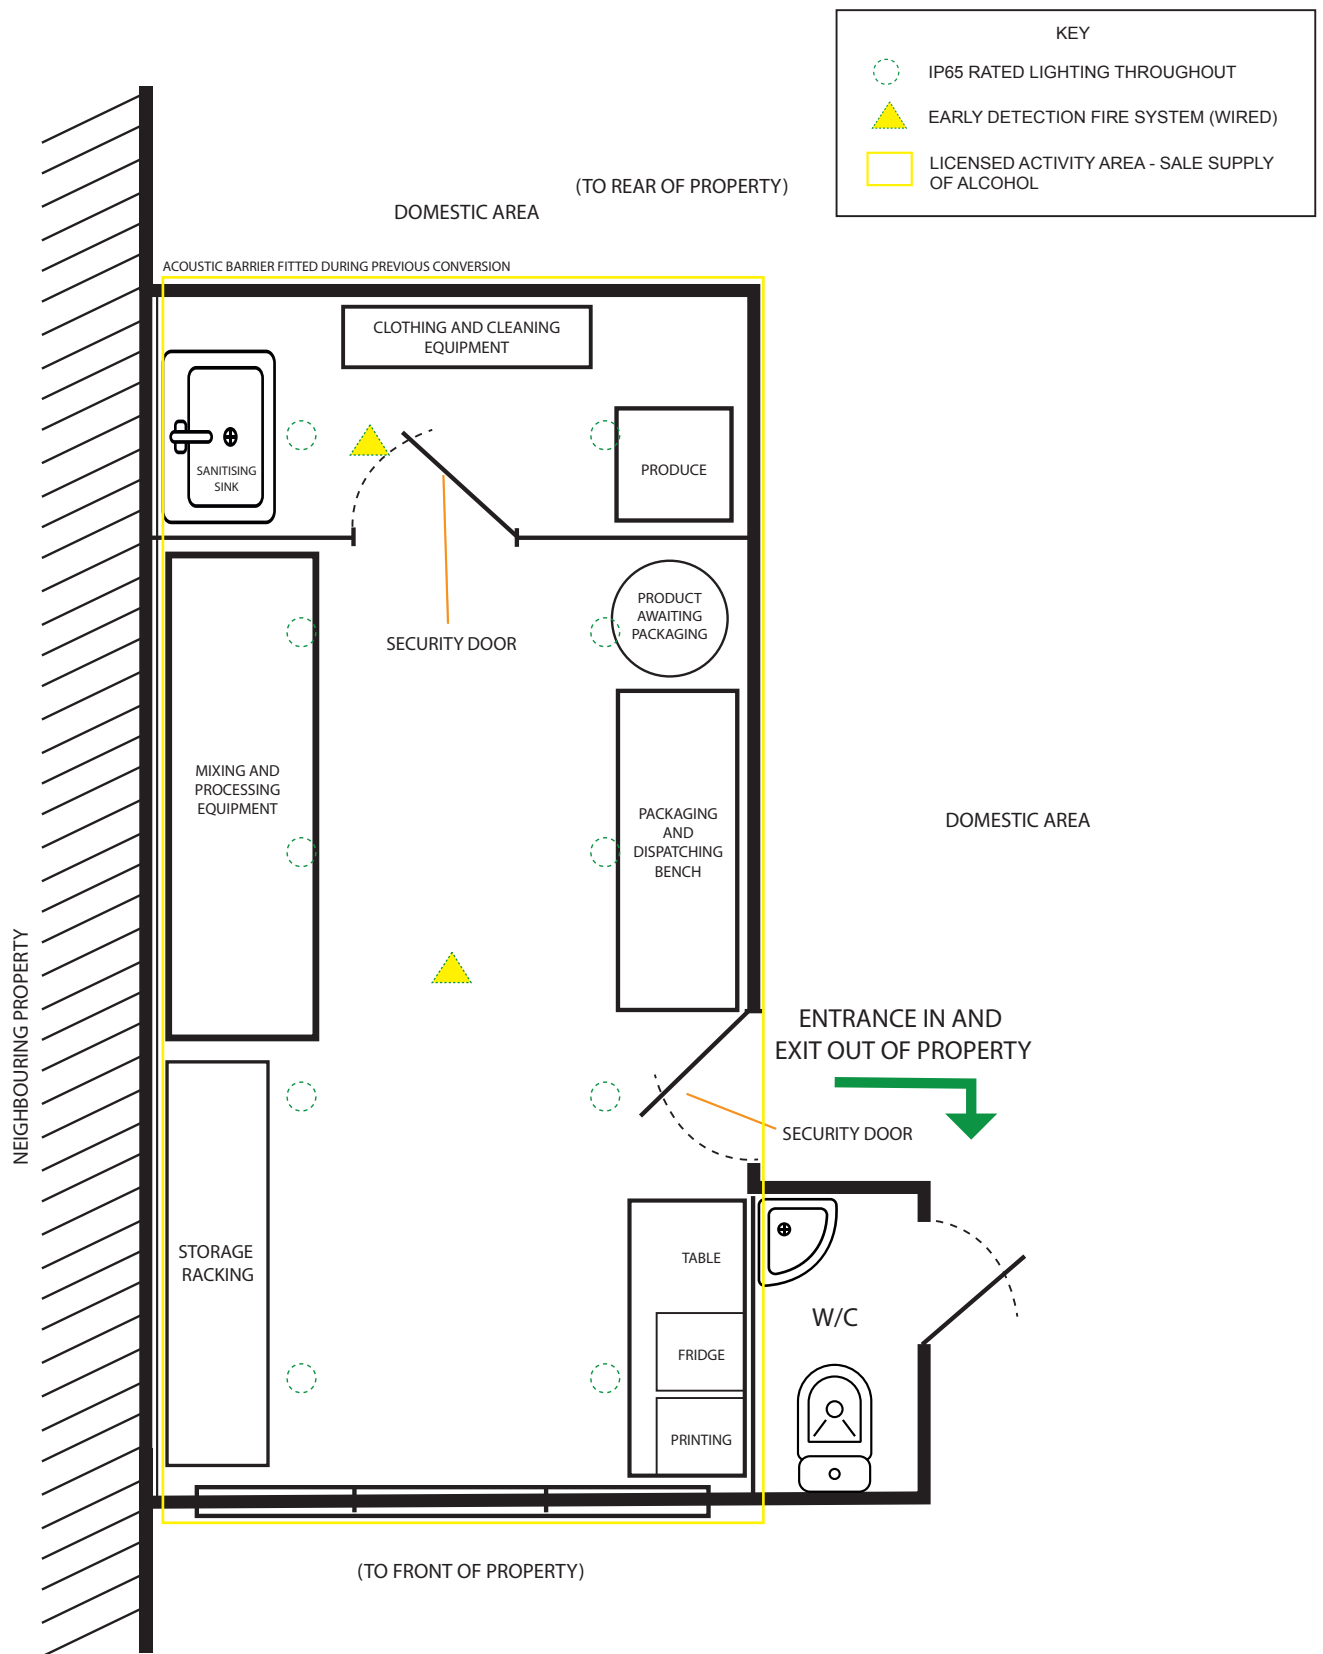 KEY
IP65 RATED LIGHTING THROUGHOUT
EARLY DETECTION FIRE SYSTEM (WIRED)
LICENSED ACTIVITY AREA - SALE SUPPLY
OF ALCOHOL
(TO REAR OF PROPERTY)
DOMESTIC AREA
ACOUSTIC BARRIER FITTED DURING PREVIOUS CONVERSION
CLOTHING AND CLEANING
EQUIPMENT
SANITISING
SINK
PRODUCE
PRODUCT
AWAITING
PACKAGING
SECURITY DOOR
MIXING AND
PROCESSING
EQUIPMENT
PACKAGING
AND
DISPATCHING
BENCH
DOMESTIC AREA
NEIGHBOURING PROPERTY
ENTRANCE IN AND
EXIT OUT OF PROPERTY
SECURITY DOOR
STORAGE
RACKING
TABLE
FRIDGE
PRINTING
W/C
(TO FRONT OF PROPERTY)